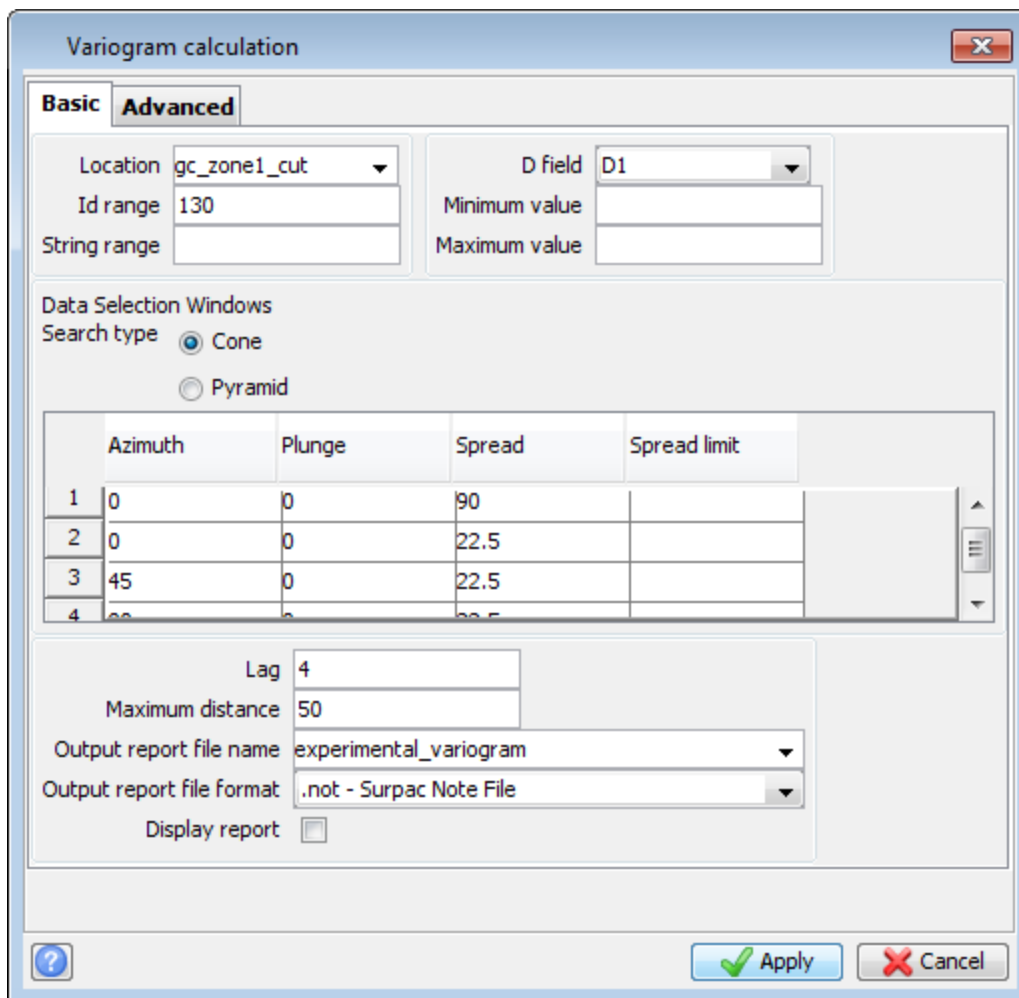 Variogram calculation
Basic Advanced
Location gc_zone1_cut
Id range 130
String range
D field D1
Minimum value
Maximum value
Data Selection Windows
Search type Cone
Pyramid
Azimuth Plunge Spread Spread limit
1 0 0 90
2 0 0 22.5
3 45 0 22.5
4
Lag 4
Maximum distance 50
Output report file name experimental_variogram
Output report file format .not - Surpac Note File
Display report
? Apply Cancel